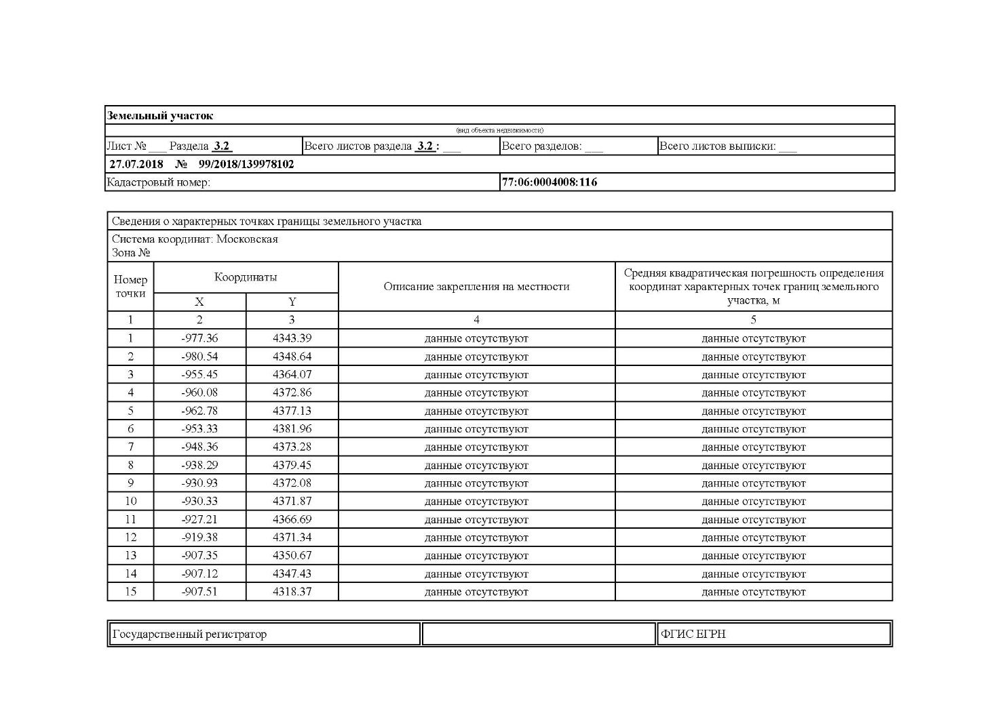 Земельный участок
(вид объекта недвижимости)
Лист № ___ Раздела 3.2 Всего листов раздела 3.2 : ___ Всего разделов: ___ Всего листов выписки: ___
27.07.2018 № 99/2018/139978102
Кадастровый номер: 77:06:0004008:116
Сведения о характерных точках границы земельного участка
Система координат: Московская
Зона №
Номер точки Координаты Описание закрепления на местности Средняя квадратическая погрешность определения
координат характерных точек границ земельного
участка, м
X Y
1 2 3 4 5
1 -977.36 4343.39 данные отсутствуют данные отсутствуют
2 -980.54 4348.64 данные отсутствуют данные отсутствуют
3 -955.45 4364.07 данные отсутствуют данные отсутствуют
4 -960.08 4372.86 данные отсутствуют данные отсутствуют
5 -962.78 4377.13 данные отсутствуют данные отсутствуют
6 -953.33 4381.96 данные отсутствуют данные отсутствуют
7 -948.36 4373.28 данные отсутствуют данные отсутствуют
8 -938.29 4379.45 данные отсутствуют данные отсутствуют
9 -930.93 4372.08 данные отсутствуют данные отсутствуют
10 -930.33 4371.87 данные отсутствуют данные отсутствуют
11 -927.21 4366.69 данные отсутствуют данные отсутствуют
12 -919.38 4371.34 данные отсутствуют данные отсутствуют
13 -907.35 4350.67 данные отсутствуют данные отсутствуют
14 -907.12 4347.43 данные отсутствуют данные отсутствуют
15 -907.51 4318.37 данные отсутствуют данные отсутствуют
Государственный регистратор ФГИС ЕГРН